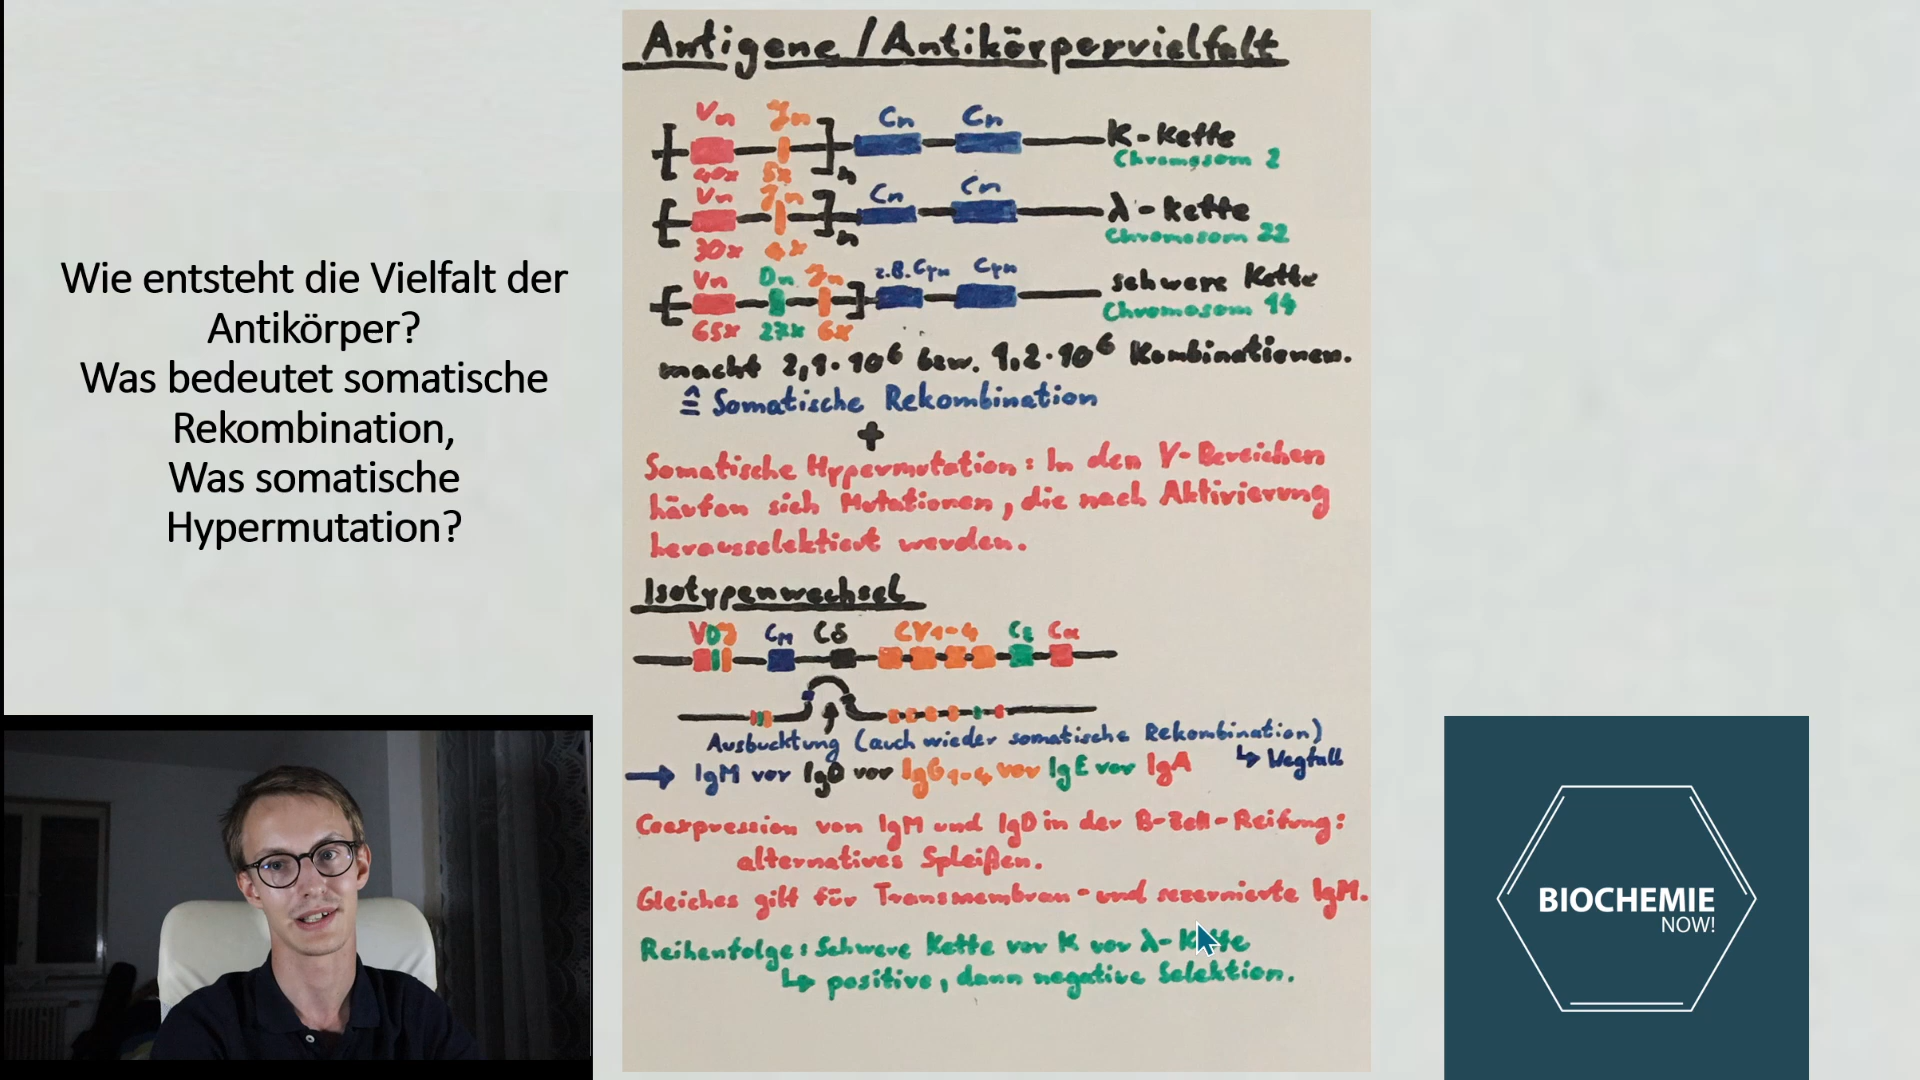 Wie entsteht die Vielfalt der
Antikörper?
Was bedeutet somatische
Rekombination,
Was somatische
Hypermutation?
Antigene/Antikörpervielfalt
Vn Jn Cn Cn
K-Kette
Chromosom 2
40x 5x n
Vn Jn Cn Cn
λ-Kette
Chromosom 22
30x 4x n
Vn Dn Jn z.B. Cγn Cγn
schwere Kette
Chromosom 14
65x 27x 6x
macht 2,1·10⁶ bzw. 1,2·10⁶ Kombinationen.
≙ Somatische Rekombination
+
Somatische Hypermutation: In den V-Bereichen
häufen sich Mutationen, die nach Aktivierung
herausselektiert werden.
Isotypenwechsel
VDJ CM Cδ Cγ1-4 Cε Cα
Ausbucktung (auch wieder somatische Rekombination)
↳ Wegfall
→ IgM vor IgD vor IgG1-4 vor IgE vor IgA
Coexpression von IgM und IgD in der B-Zell-Reifung:
alternatives Spleißen.
Gleiches gilt für Transmembran- und sezernierte IgM.
Reihenfolge: Schwere Kette vor K vor λ-Kette
↳ positive, dann negative Selektion.
BIOCHEMIE
NOW!